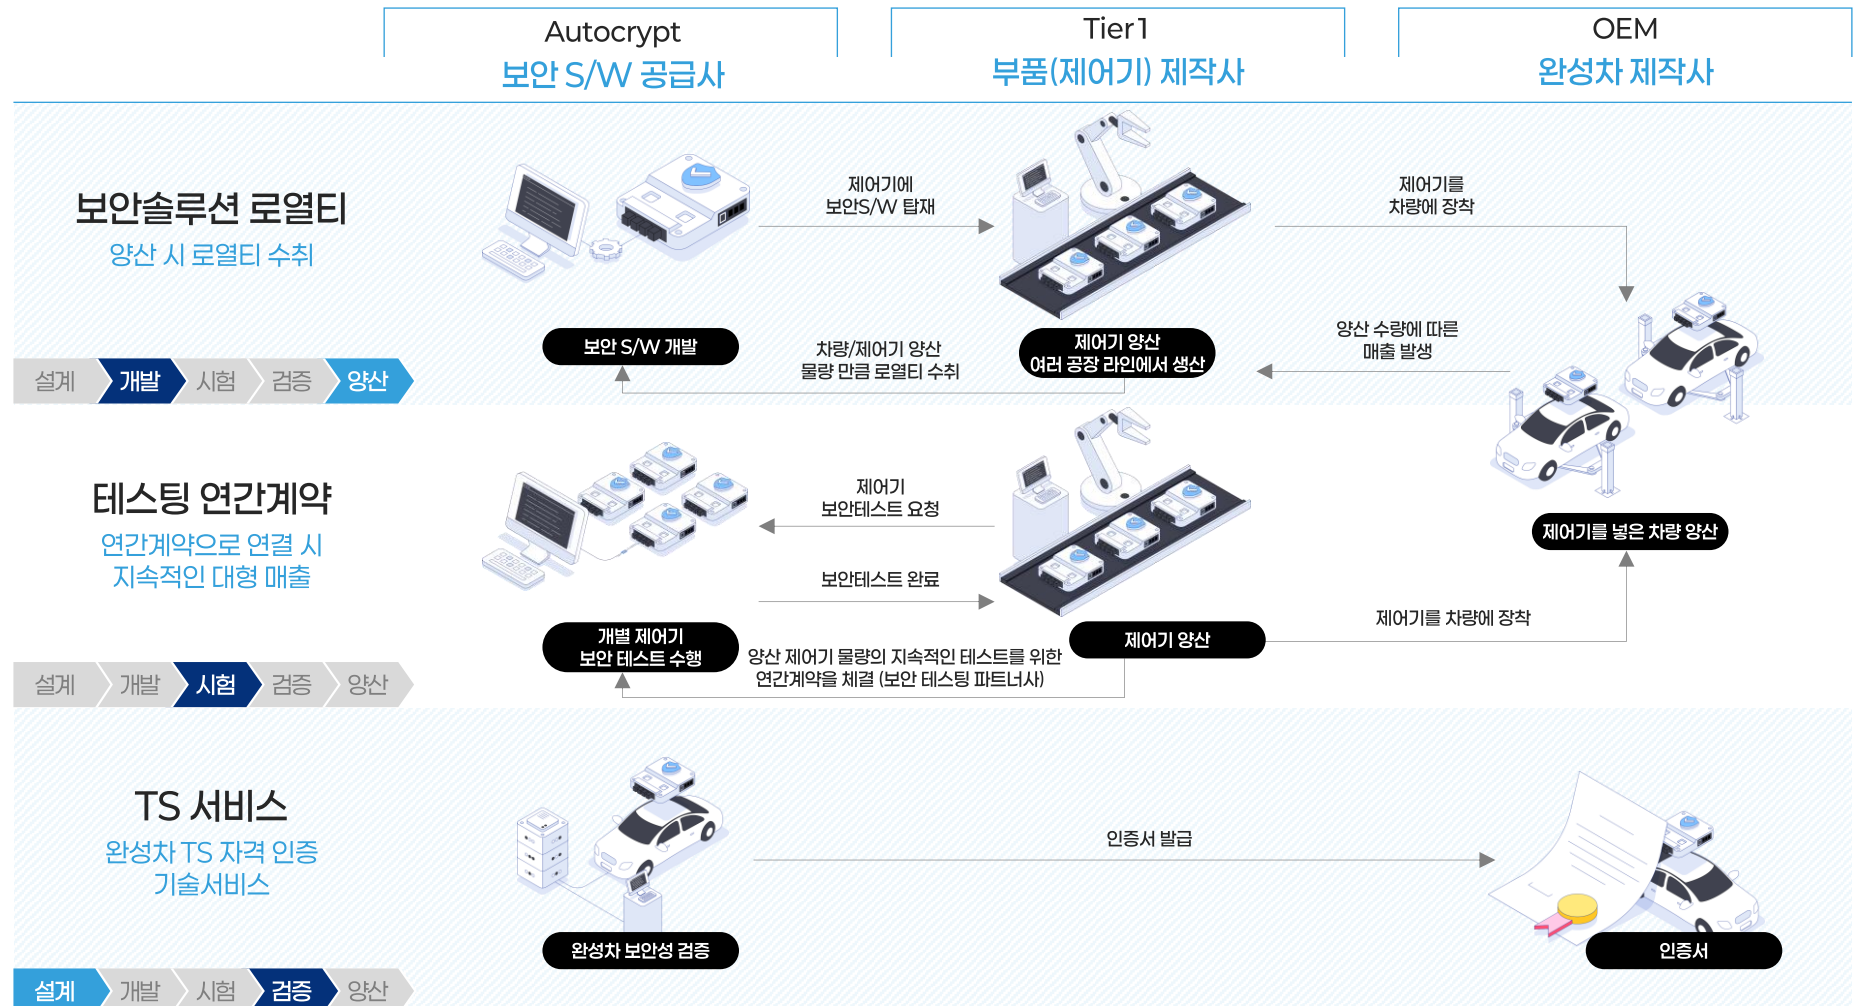 Autocrypt
보안 S/W 공급사
Tier1
부품(제어기) 제작사
OEM
완성차 제작사
보안솔루션 로열티
양산 시 로열티 수취
제어기에
보안S/W 탑재
제어기를
차량에 장착
보안 S/W 개발
차량/제어기 양산
물량 만큼 로열티 수취
제어기 양산
여러 공장 라인에서 생산
양산 수량에 따른
매출 발생
설계
개발
시험
검증
양산
테스팅 연간계약
연간계약으로 연결 시
지속적인 대형 매출
제어기
보안테스트 요청
보안테스트 완료
제어기를 넣은 차량 양산
개별 제어기
보안 테스트 수행
제어기 양산
제어기를 차량에 장착
양산 제어기 물량의 지속적인 테스트를 위한
연간계약을 체결 (보안 테스팅 파트너사)
설계
개발
시험
검증
양산
TS 서비스
완성차 TS 자격 인증
기술서비스
인증서 발급
완성차 보안성 검증
인증서
설계
개발
시험
검증
양산